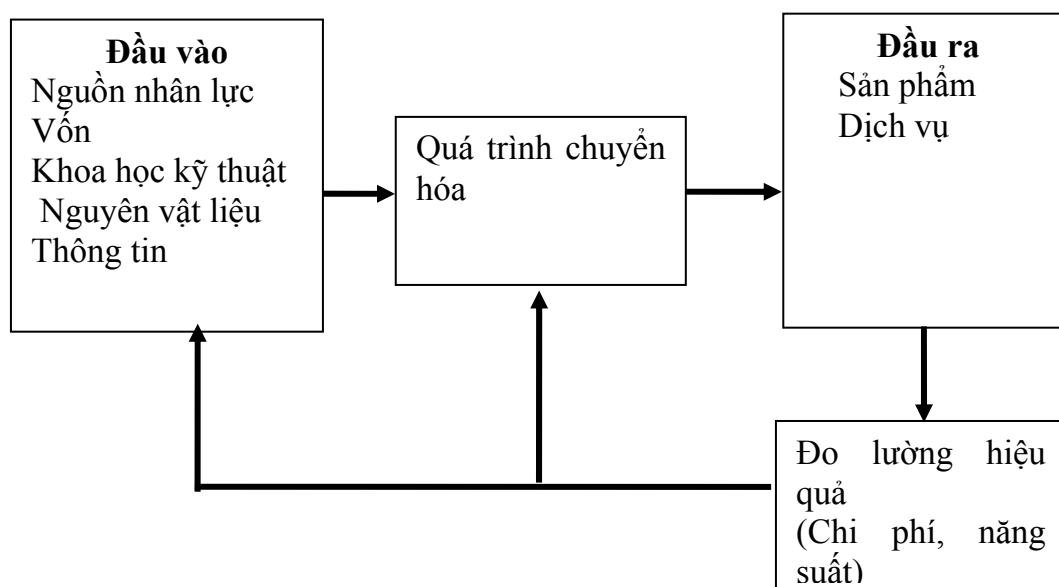 Đầu vào
Nguồn nhân lực
Vốn
Khoa học kỹ thuật
Nguyên vật liệu
Thông tin
Quá trình chuyển
hóa
Đầu ra
Sản phẩm
Dịch vụ
Đo lường hiệu
quả
(Chi phí, năng
suất)